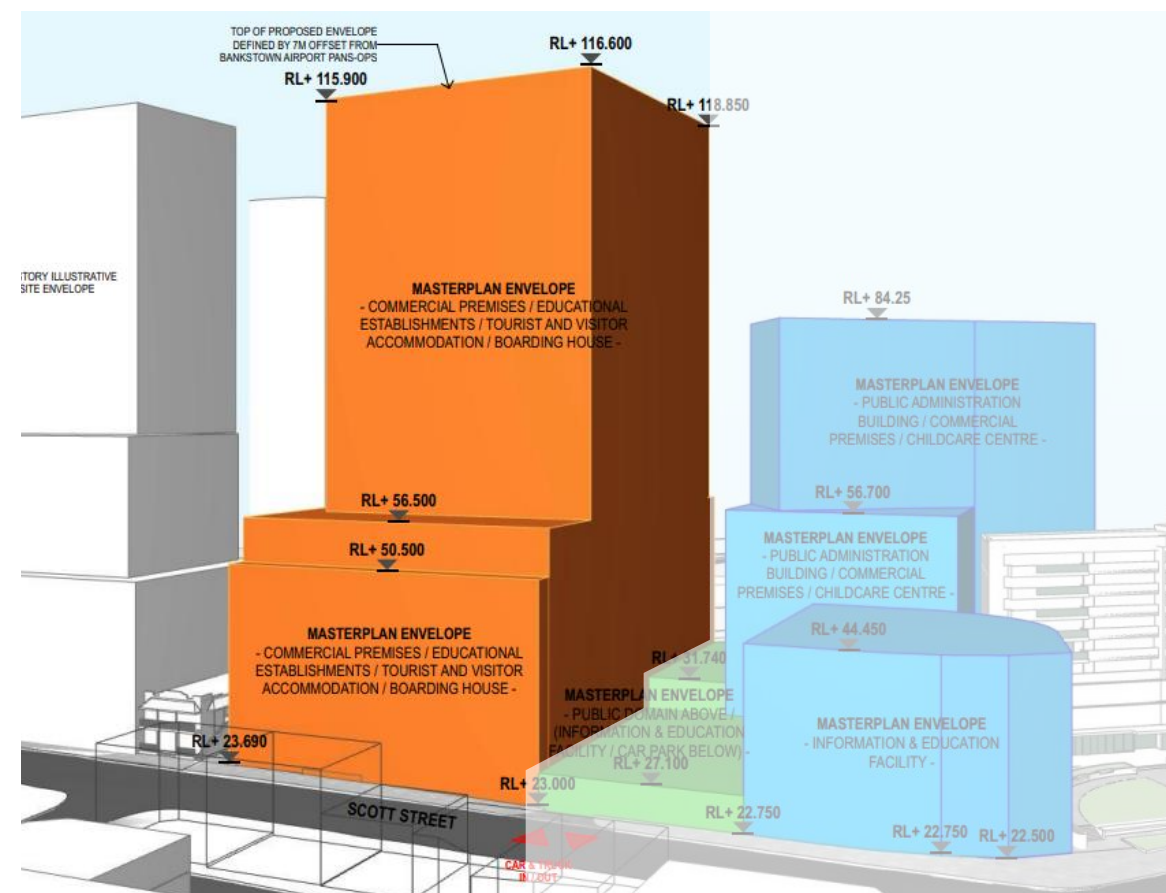 TOP OF PROPOSED ENVELOPE
DEFINED BY 7M OFFSET FROM
BANKSTOWN AIRPORT PANS-OPS
RL+ 116.600
RL+ 115.900
RL+ 118.850
TORY ILLUSTRATIVE
SITE ENVELOPE
MASTERPLAN ENVELOPE
- COMMERCIAL PREMISES / EDUCATIONAL
ESTABLISHMENTS / TOURIST AND VISITOR
ACCOMMODATION / BOARDING HOUSE -
RL+ 84.25
MASTERPLAN ENVELOPE
- PUBLIC ADMINISTRATION
BUILDING / COMMERCIAL
PREMISES / CHILDCARE CENTRE -
RL+ 56.500
RL+ 56.700
RL+ 50.500
MASTERPLAN ENVELOPE
- PUBLIC ADMINISTRATION
BUILDING / COMMERCIAL
PREMISES / CHILDCARE CENTRE -
MASTERPLAN ENVELOPE
- COMMERCIAL PREMISES / EDUCATIONAL
ESTABLISHMENTS / TOURIST AND VISITOR
ACCOMMODATION / BOARDING HOUSE -
RL+ 44.450
RL+ 31.740
MASTERPLAN ENVELOPE
- PUBLIC DOMAIN ABOVE /
(INFORMATION & EDUCATION
FACILITY / CAR PARK BELOW) -
MASTERPLAN ENVELOPE
- INFORMATION & EDUCATION
FACILITY -
RL+ 23.690
RL+ 27.100
RL+ 23.000
SCOTT STREET
RL+ 22.750
RL+ 22.750
RL+ 22.500
CAR & TRUCK
IN / OUT